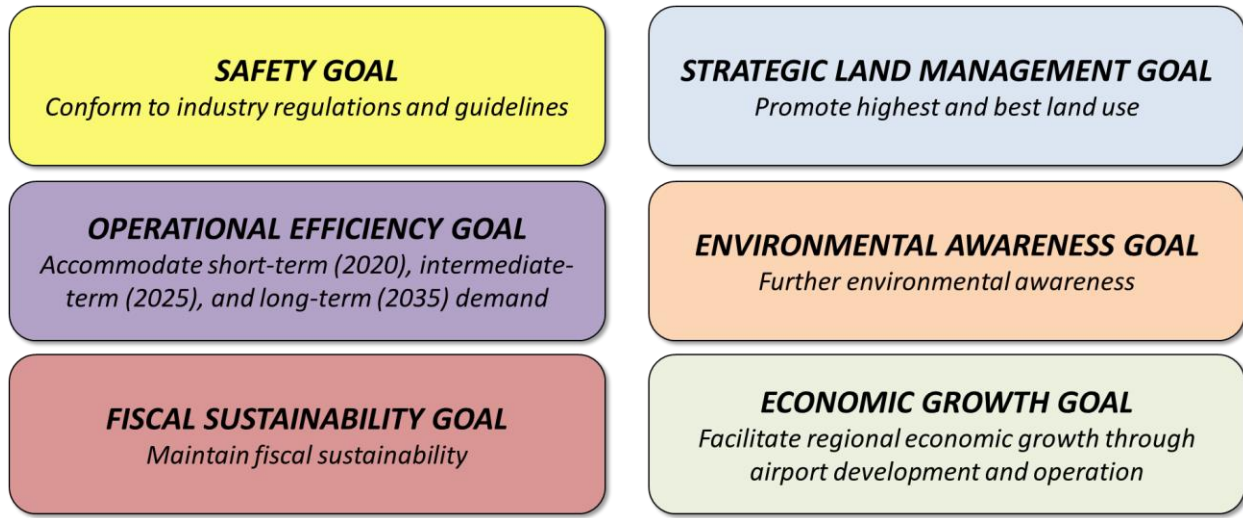 SAFETY GOAL
Conform to industry regulations and guidelines
STRATEGIC LAND MANAGEMENT GOAL
Promote highest and best land use
OPERATIONAL EFFICIENCY GOAL
Accommodate short-term (2020), intermediate-
term (2025), and long-term (2035) demand
ENVIRONMENTAL AWARENESS GOAL
Further environmental awareness
FISCAL SUSTAINABILITY GOAL
Maintain fiscal sustainability
ECONOMIC GROWTH GOAL
Facilitate regional economic growth through
airport development and operation